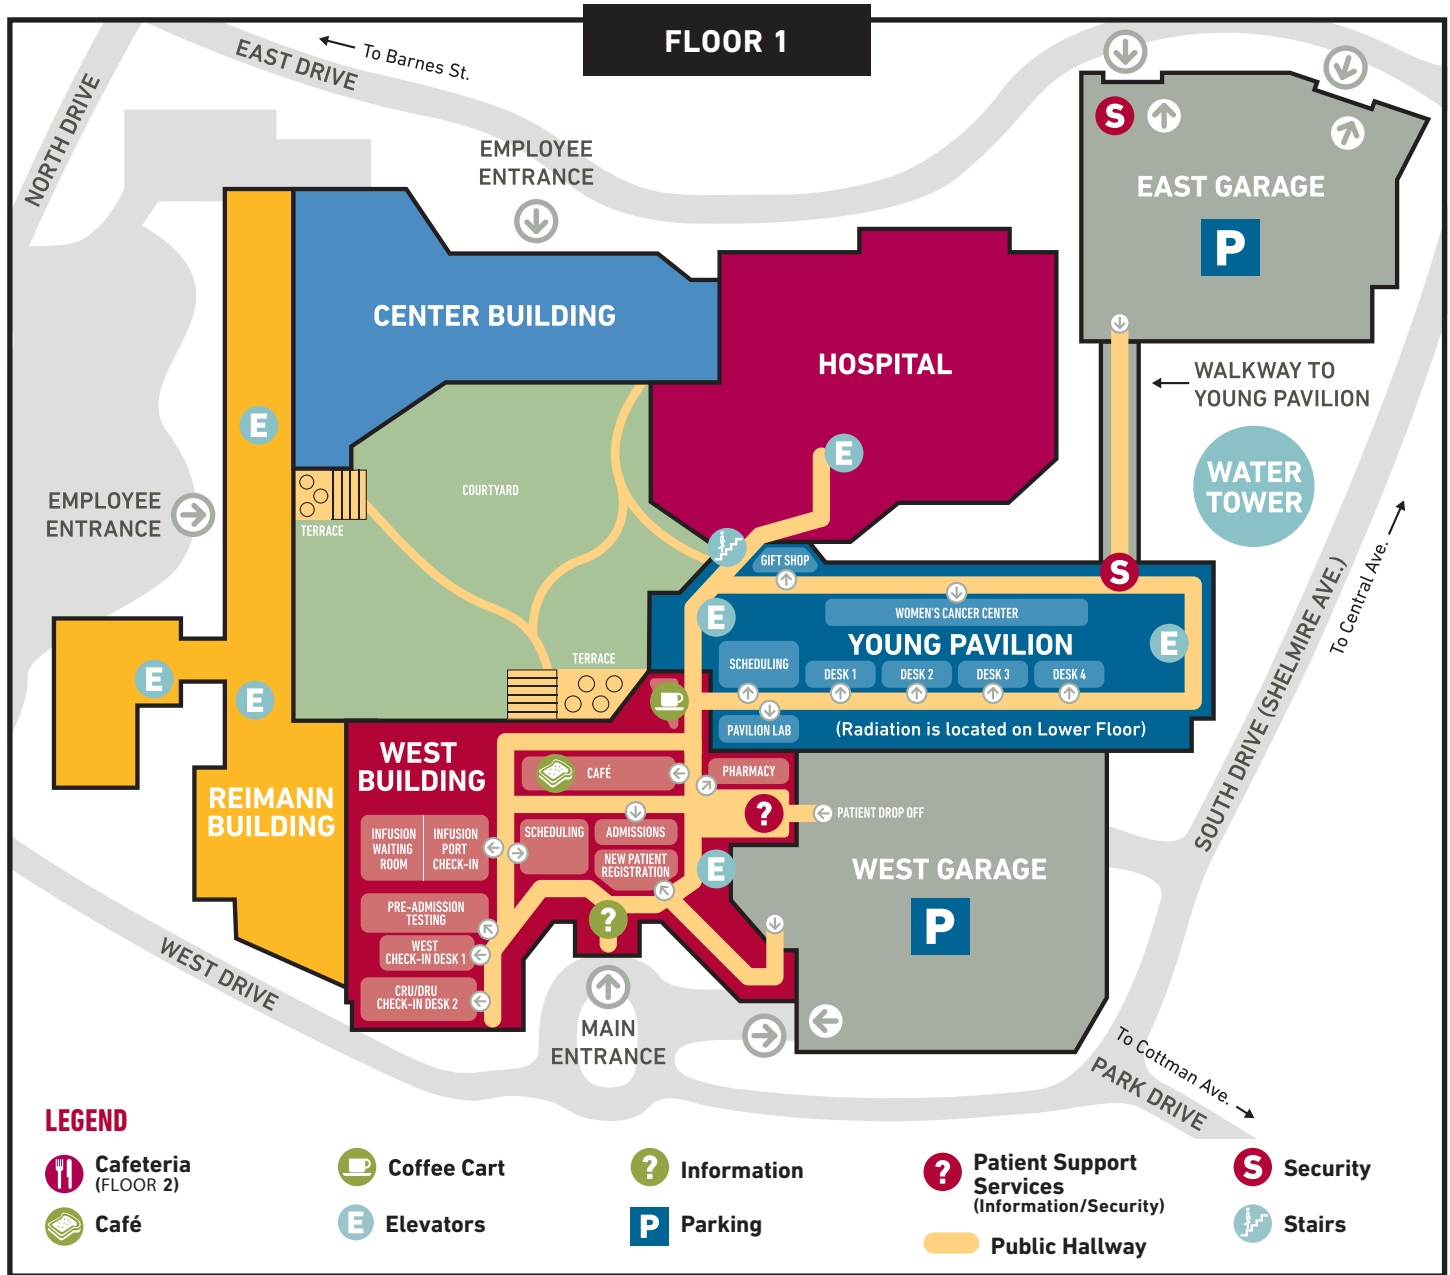 FLOOR 1
To Barnes St.
EAST DRIVE
NORTH DRIVE
EMPLOYEE
ENTRANCE
S
EAST GARAGE
P
CENTER BUILDING
HOSPITAL
WALKWAY TO
YOUNG PAVILION
E
E
WATER
TOWER
COURTYARD
EMPLOYEE
ENTRANCE
TERRACE
To Central Ave.
SOUTH DRIVE (SHELMIRE AVE.)
GIFT SHOP
S
E
WOMEN'S CANCER CENTER
YOUNG PAVILION
E
SCHEDULING
DESK 1
DESK 2
DESK 3
DESK 4
TERRACE
E
E
PAVILION LAB
(Radiation is located on Lower Floor)
WEST
BUILDING
CAFÉ
PHARMACY
REIMANN
BUILDING
?
PATIENT DROP OFF
INFUSION
WAITING
ROOM
INFUSION
PORT
CHECK-IN
SCHEDULING
ADMISSIONS
NEW PATIENT
REGISTRATION
E
WEST GARAGE
P
PRE-ADMISSION
TESTING
?
WEST
CHECK-IN DESK 1
CRU/DRU
CHECK-IN DESK 2
WEST DRIVE
MAIN
ENTRANCE
To Cottman Ave.
PARK DRIVE
LEGEND
Cafeteria
(FLOOR 2)
Café
Coffee Cart
E Elevators
? Information
P Parking
? Patient Support
Services
(Information/Security)
Public Hallway
S Security
Stairs